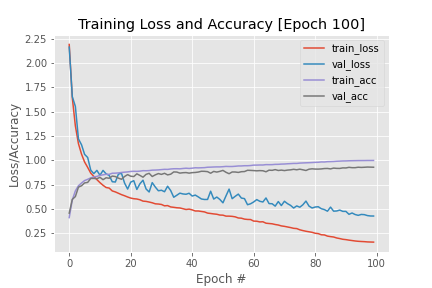 Training Loss and Accuracy [Epoch 100]
2.25
2.00
1.75
1.50
1.25
1.00
0.75
0.50
0.25
Loss/Accuracy
train_loss
val_loss
train_acc
val_acc
0
20
40
60
80
100
Epoch #